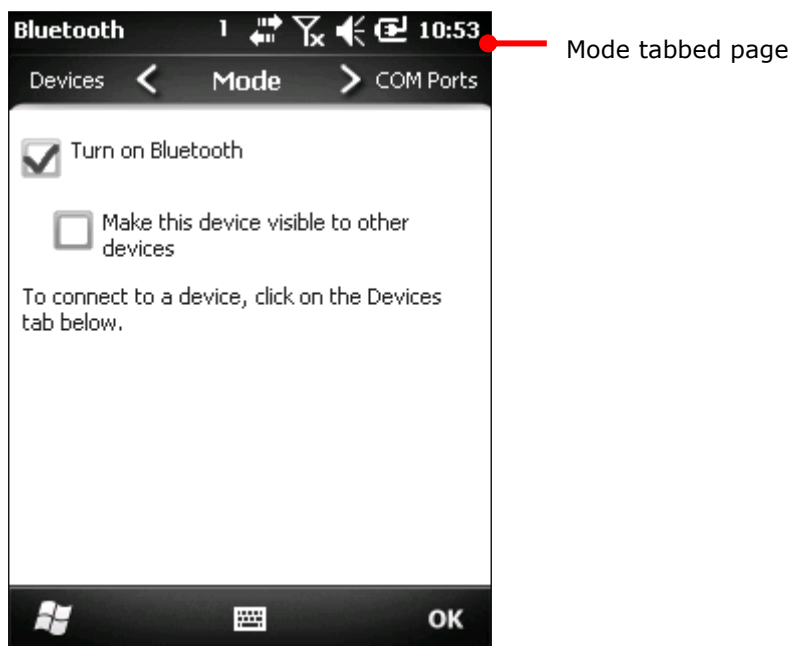 Bluetooth 1 10:53
Mode tabbed page
Devices Mode COM Ports
Turn on Bluetooth
Make this device visible to other
devices
To connect to a device, click on the Devices
tab below.
OK